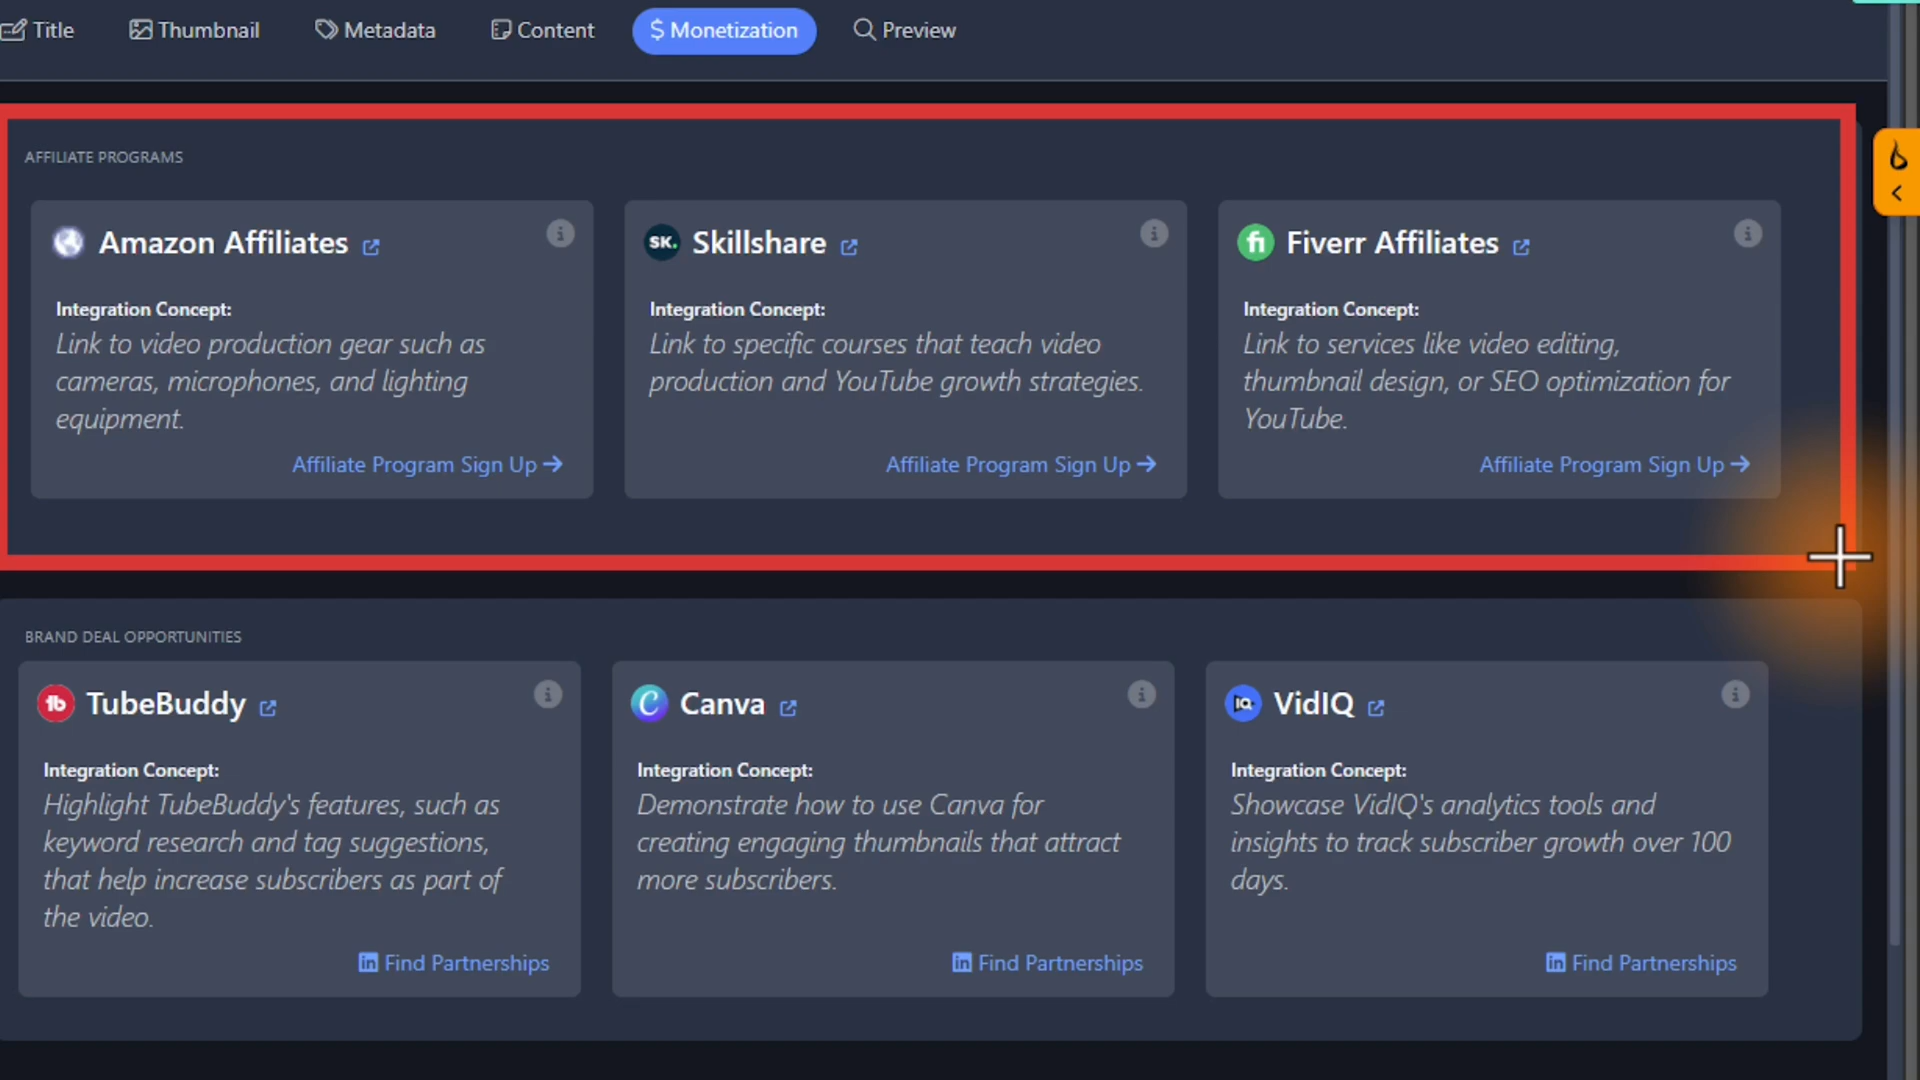 Title
Thumbnail
Metadata
Content
$ Monetization
Preview
AFFILIATE PROGRAMS
Amazon Affiliates
Integration Concept:
Link to video production gear such as
cameras, microphones, and lighting
equipment.
Affiliate Program Sign Up →
SK. Skillshare
Integration Concept:
Link to specific courses that teach video
production and YouTube growth strategies.
Affiliate Program Sign Up →
fi Fiverr Affiliates
Integration Concept:
Link to services like video editing,
thumbnail design, or SEO optimization for
YouTube.
Affiliate Program Sign Up →
BRAND DEAL OPPORTUNITIES
tb TubeBuddy
Integration Concept:
Highlight TubeBuddy's features, such as
keyword research and tag suggestions,
that help increase subscribers as part of
the video.
in Find Partnerships
C Canva
Integration Concept:
Demonstrate how to use Canva for
creating engaging thumbnails that attract
more subscribers.
in Find Partnerships
IQ VidIQ
Integration Concept:
Showcase VidIQ's analytics tools and
insights to track subscriber growth over 100
days.
in Find Partnerships